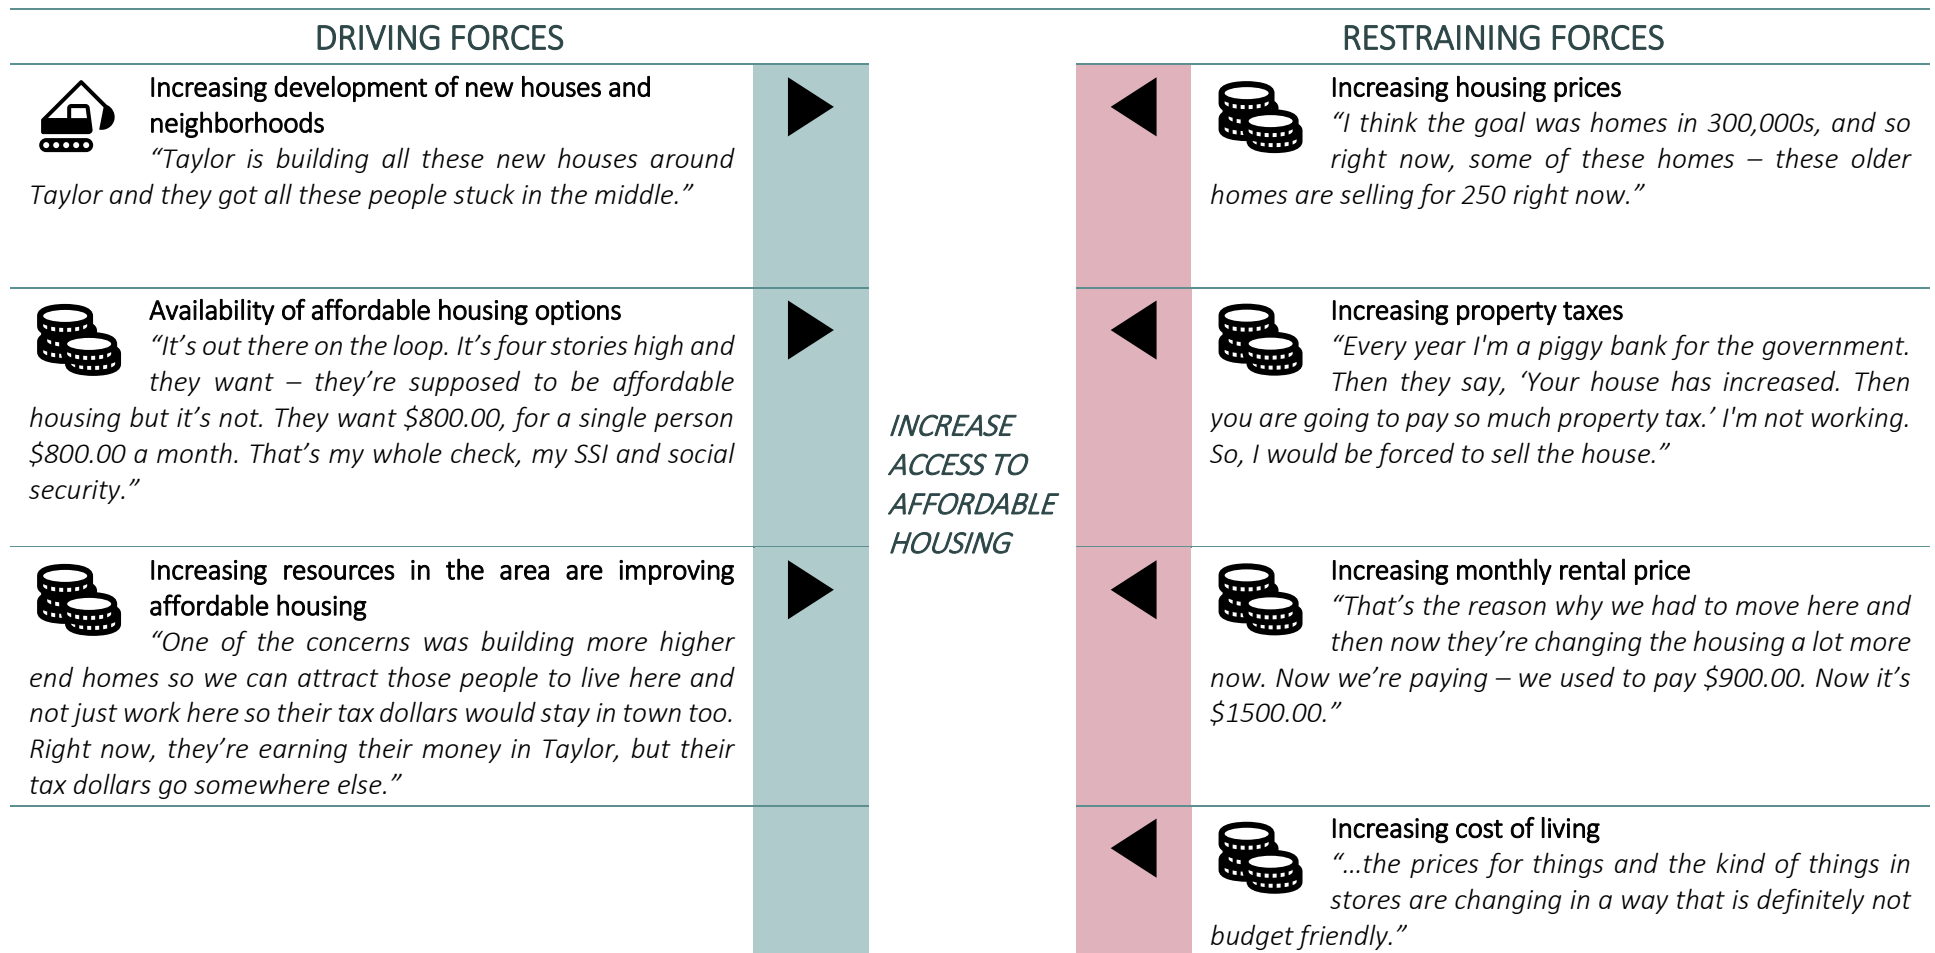 DRIVING FORCES
Increasing development of new houses and
neighborhoods
“Taylor is building all these new houses around
Taylor and they got all these people stuck in the middle.”
Availability of affordable housing options
“It’s out there on the loop. It’s four stories high and
they want – they’re supposed to be affordable
housing but it’s not. They want $800.00, for a single person
$800.00 a month. That’s my whole check, my SSI and social
security.”
Increasing resources in the area are improving
affordable housing
“One of the concerns was building more higher
end homes so we can attract those people to live here and
not just work here so their tax dollars would stay in town too.
Right now, they’re earning their money in Taylor, but their
tax dollars go somewhere else.”
INCREASE
ACCESS TO
AFFORDABLE
HOUSING
RESTRAINING FORCES
Increasing housing prices
“I think the goal was homes in 300,000s, and so
right now, some of these homes – these older
homes are selling for 250 right now.”
Increasing property taxes
“Every year I'm a piggy bank for the government.
Then they say, ‘Your house has increased. Then
you are going to pay so much property tax.’ I'm not working.
So, I would be forced to sell the house.”
Increasing monthly rental price
“That’s the reason why we had to move here and
then now they’re changing the housing a lot more
now. Now we’re paying – we used to pay $900.00. Now it’s
$1500.00.”
Increasing cost of living
“…the prices for things and the kind of things in
stores are changing in a way that is definitely not
budget friendly.”